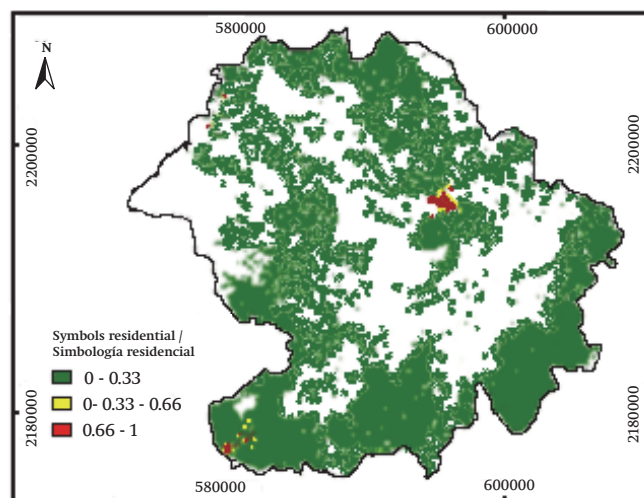 580000
600000
N
2200000
2200000
Symbols residential /
Simbología residencial
0 - 0.33
0- 0.33 - 0.66
0.66 - 1
2180000
2180000
580000
600000